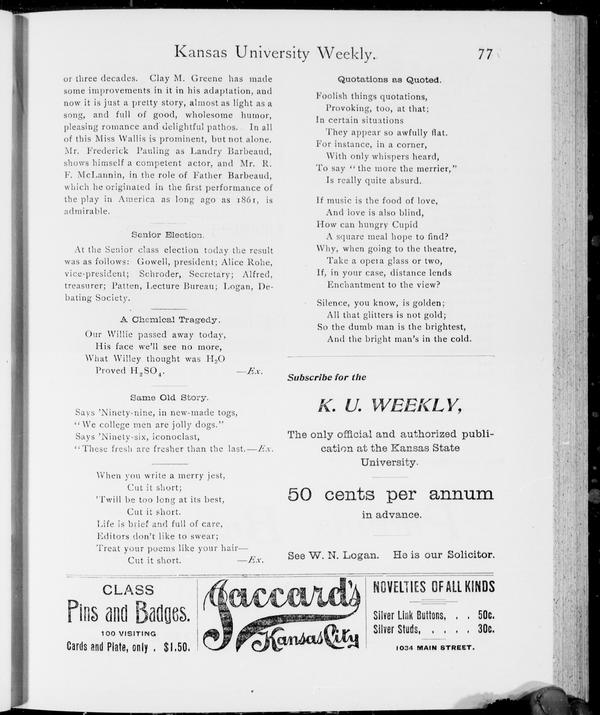 Kansas University Weekly.
77
or three decades. Clay M. Greene has made
some improvements in it in his adaptation, and
now it is just a pretty story, almost as light as a
song, and full of good, wholesome humor,
pleasing romance and delightful pathos. In all
of this Miss Wallis is prominent, but not alone.
Mr. Frederick Pauling as Landry Barbeaud,
shows himself a competent actor, and Mr. R.
F. McLannin, in the role of Father Barbeaud,
which he originated in the first performance of
the play in America as long ago as 1861, is
admirable.
Senior Election.
At the Senior class election today the result
was as follows: Gowell, president; Alice Rohe,
vice-president; Schroder, Secretary; Alfred,
treasurer; Patten, Lecture Bureau; Logan, De-
bating Society.
A Chemical Tragedy.
Our Willie passed away today,
His face we'll see no more,
What Willey thought was H₂O
Proved H₂SO₄. —Ex.
Same Old Story.
Says 'Ninety-nine, in new-made togs,
"We college men are jolly dogs."
Says 'Ninety-six, iconoclast,
"These fresh are fresher than the last.—Ex.
When you write a merry jest,
Cut it short;
'Twill be too long at its best,
Cut it short.
Life is brief and full of care,
Editors don't like to swear;
Treat your poems like your hair—
Cut it short. —Ex.
Quotations as Quoted.
Foolish things quotations,
Provoking, too, at that;
In certain situations
They appear so awfully flat.
For instance, in a corner,
With only whispers heard,
To say "the more the merrier,"
Is really quite absurd.
If music is the food of love,
And love is also blind,
How can hungry Cupid
A square meal hope to find?
Why, when going to the theatre,
Take a opera glass or two,
If, in your case, distance lends
Enchantment to the view?
Silence, you know, is golden;
All that glitters is not gold;
So the dumb man is the brightest,
And the bright man's in the cold.
Subscribe for the
K. U. WEEKLY,
The only official and authorized publi-
cation at the Kansas State
University.
50 cents per annum
in advance.
See W. N. Logan. He is our Solicitor.
CLASS
Pins and Badges.
100 VISITING
Cards and Plate, only . $1.50.
Jaccard's
Kansas City
NOVELTIES OF ALL KINDS
Silver Link Buttons, . . 50c.
Silver Studs, . . . . 30c.
1034 MAIN STREET.